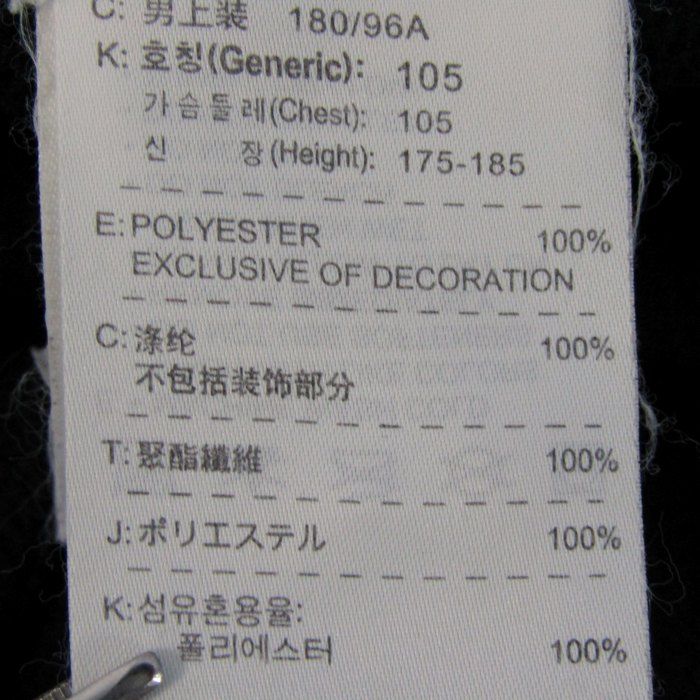 C: 男上装 180/96A
K: 호칭(Generic): 105
가슴둘레(Chest): 105
신 장(Height): 175-185
E: POLYESTER 100%
EXCLUSIVE OF DECORATION
C: 涤纶 100%
不包括装饰部分
T: 聚酯纖維 100%
J: ポリエステル 100%
K: 섬유혼용율:
폴리에스터 100%